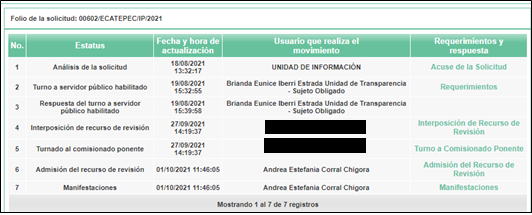 Folio de la solicitud: 00602/ECATEPEC/IP/2021
No. Estatus Fecha y hora de actualización Usuario que realiza el movimiento Requerimientos y respuesta
1 Análisis de la solicitud 18/08/2021 13:32:17 UNIDAD DE INFORMACIÓN Acuse de la Solicitud
2 Turno a servidor público habilitado 19/08/2021 15:32:55 Brianda Eunice Iberri Estrada Unidad de Transparencia - Sujeto Obligado Requerimientos
3 Respuesta del turno a servidor público habilitado 19/08/2021 15:39:58 Brianda Eunice Iberri Estrada Unidad de Transparencia - Sujeto Obligado
4 Interposición de recurso de revisión 27/09/2021 14:19:37 Interposición de Recurso de Revisión
5 Turnado al comisionado ponente 27/09/2021 14:19:37 Turno a Comisionado Ponente
6 Admisión del recurso de revisión 01/10/2021 11:46:05 Andrea Estefania Corral Chigora Admisión del Recurso de Revisión
7 Manifestaciones 01/10/2021 11:46:05 Andrea Estefania Corral Chigora Manifestaciones
Mostrando 1 al 7 de 7 registros